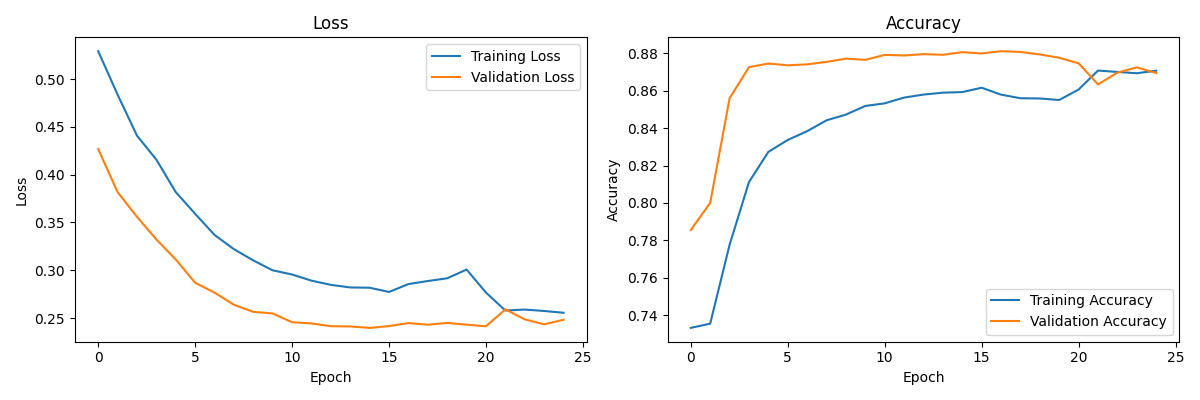 Loss
Training Loss
Validation Loss
0.50
0.45
0.40
0.35
0.30
0.25
Loss
0 5 10 15 20 25
Epoch
Accuracy
0.88
0.86
0.84
0.82
0.80
0.78
0.76
0.74
Accuracy
Training Accuracy
Validation Accuracy
0 5 10 15 20 25
Epoch